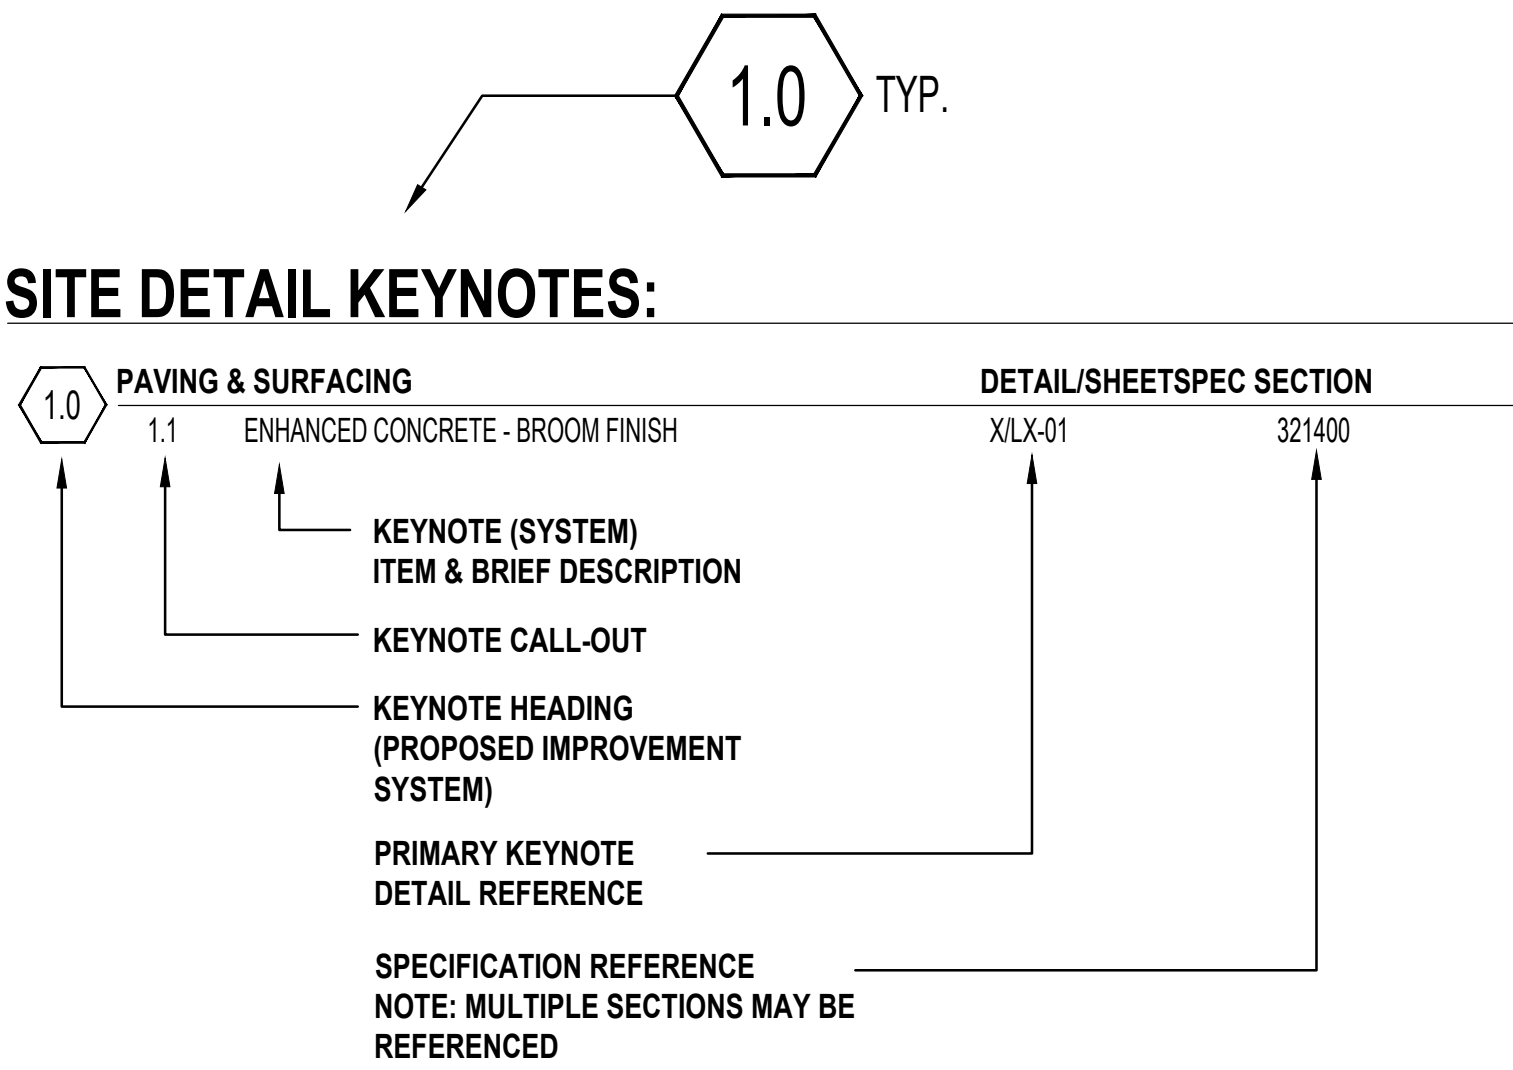 1.0 TYP.
SITE DETAIL KEYNOTES:
1.0 PAVING & SURFACING DETAIL/SHEETSPEC SECTION
1.1 ENHANCED CONCRETE - BROOM FINISH X/LX-01 321400
KEYNOTE (SYSTEM)
ITEM & BRIEF DESCRIPTION
KEYNOTE CALL-OUT
KEYNOTE HEADING
(PROPOSED IMPROVEMENT
SYSTEM)
PRIMARY KEYNOTE
DETAIL REFERENCE
SPECIFICATION REFERENCE
NOTE: MULTIPLE SECTIONS MAY BE
REFERENCED